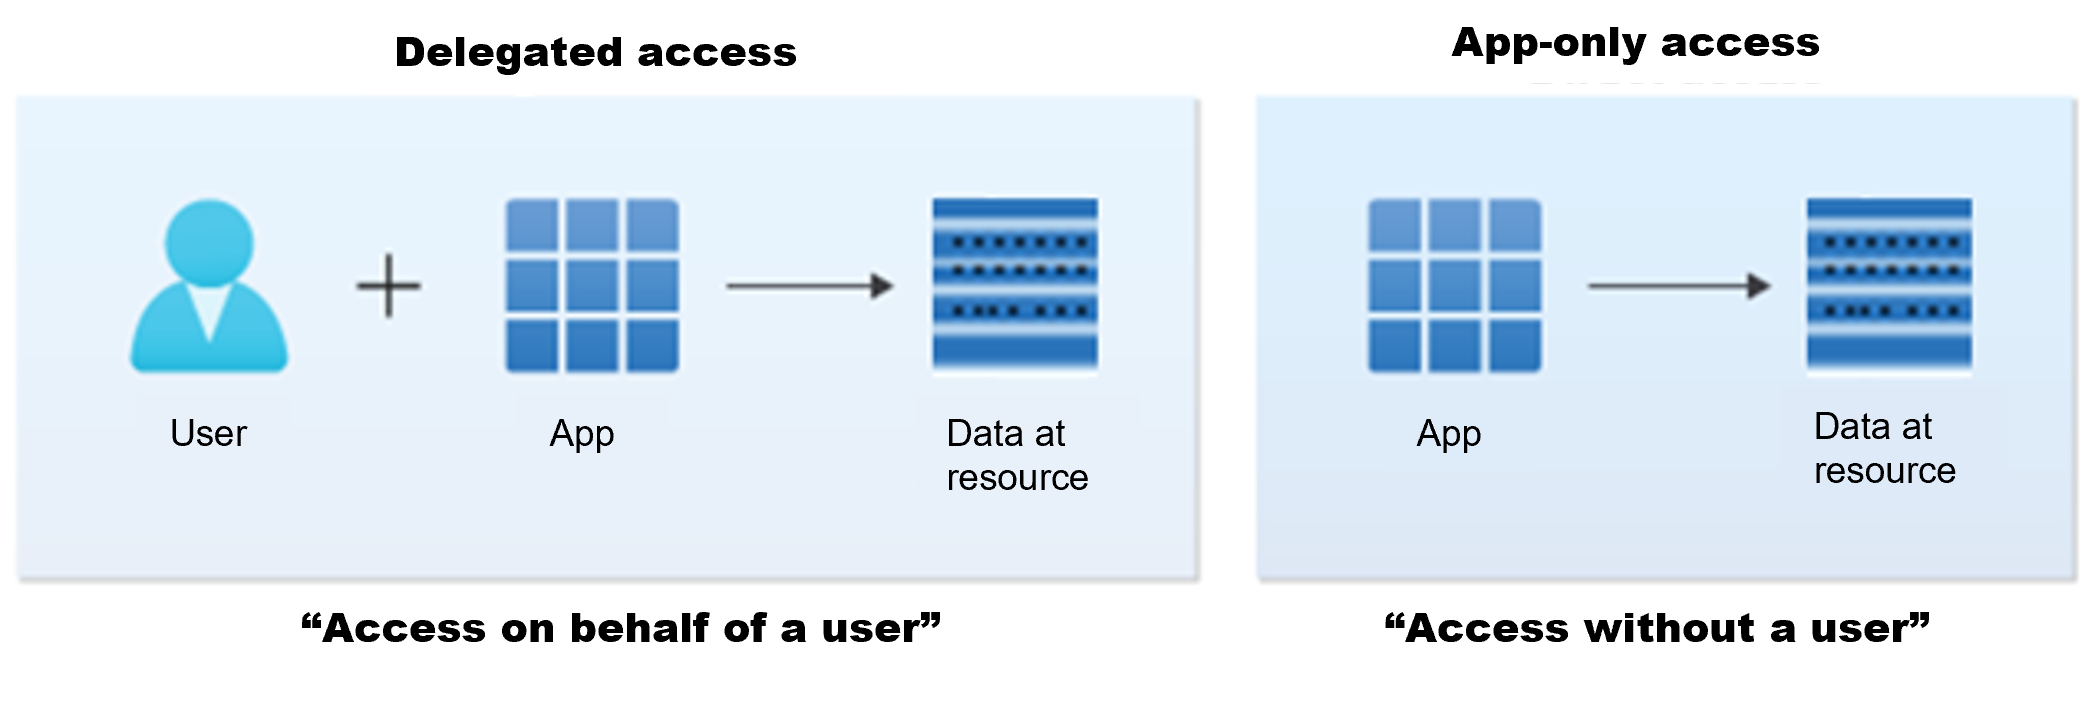 Delegated access
User
App
Data at
resource
“Access on behalf of a user”
App-only access
App
Data at
resource
“Access without a user”